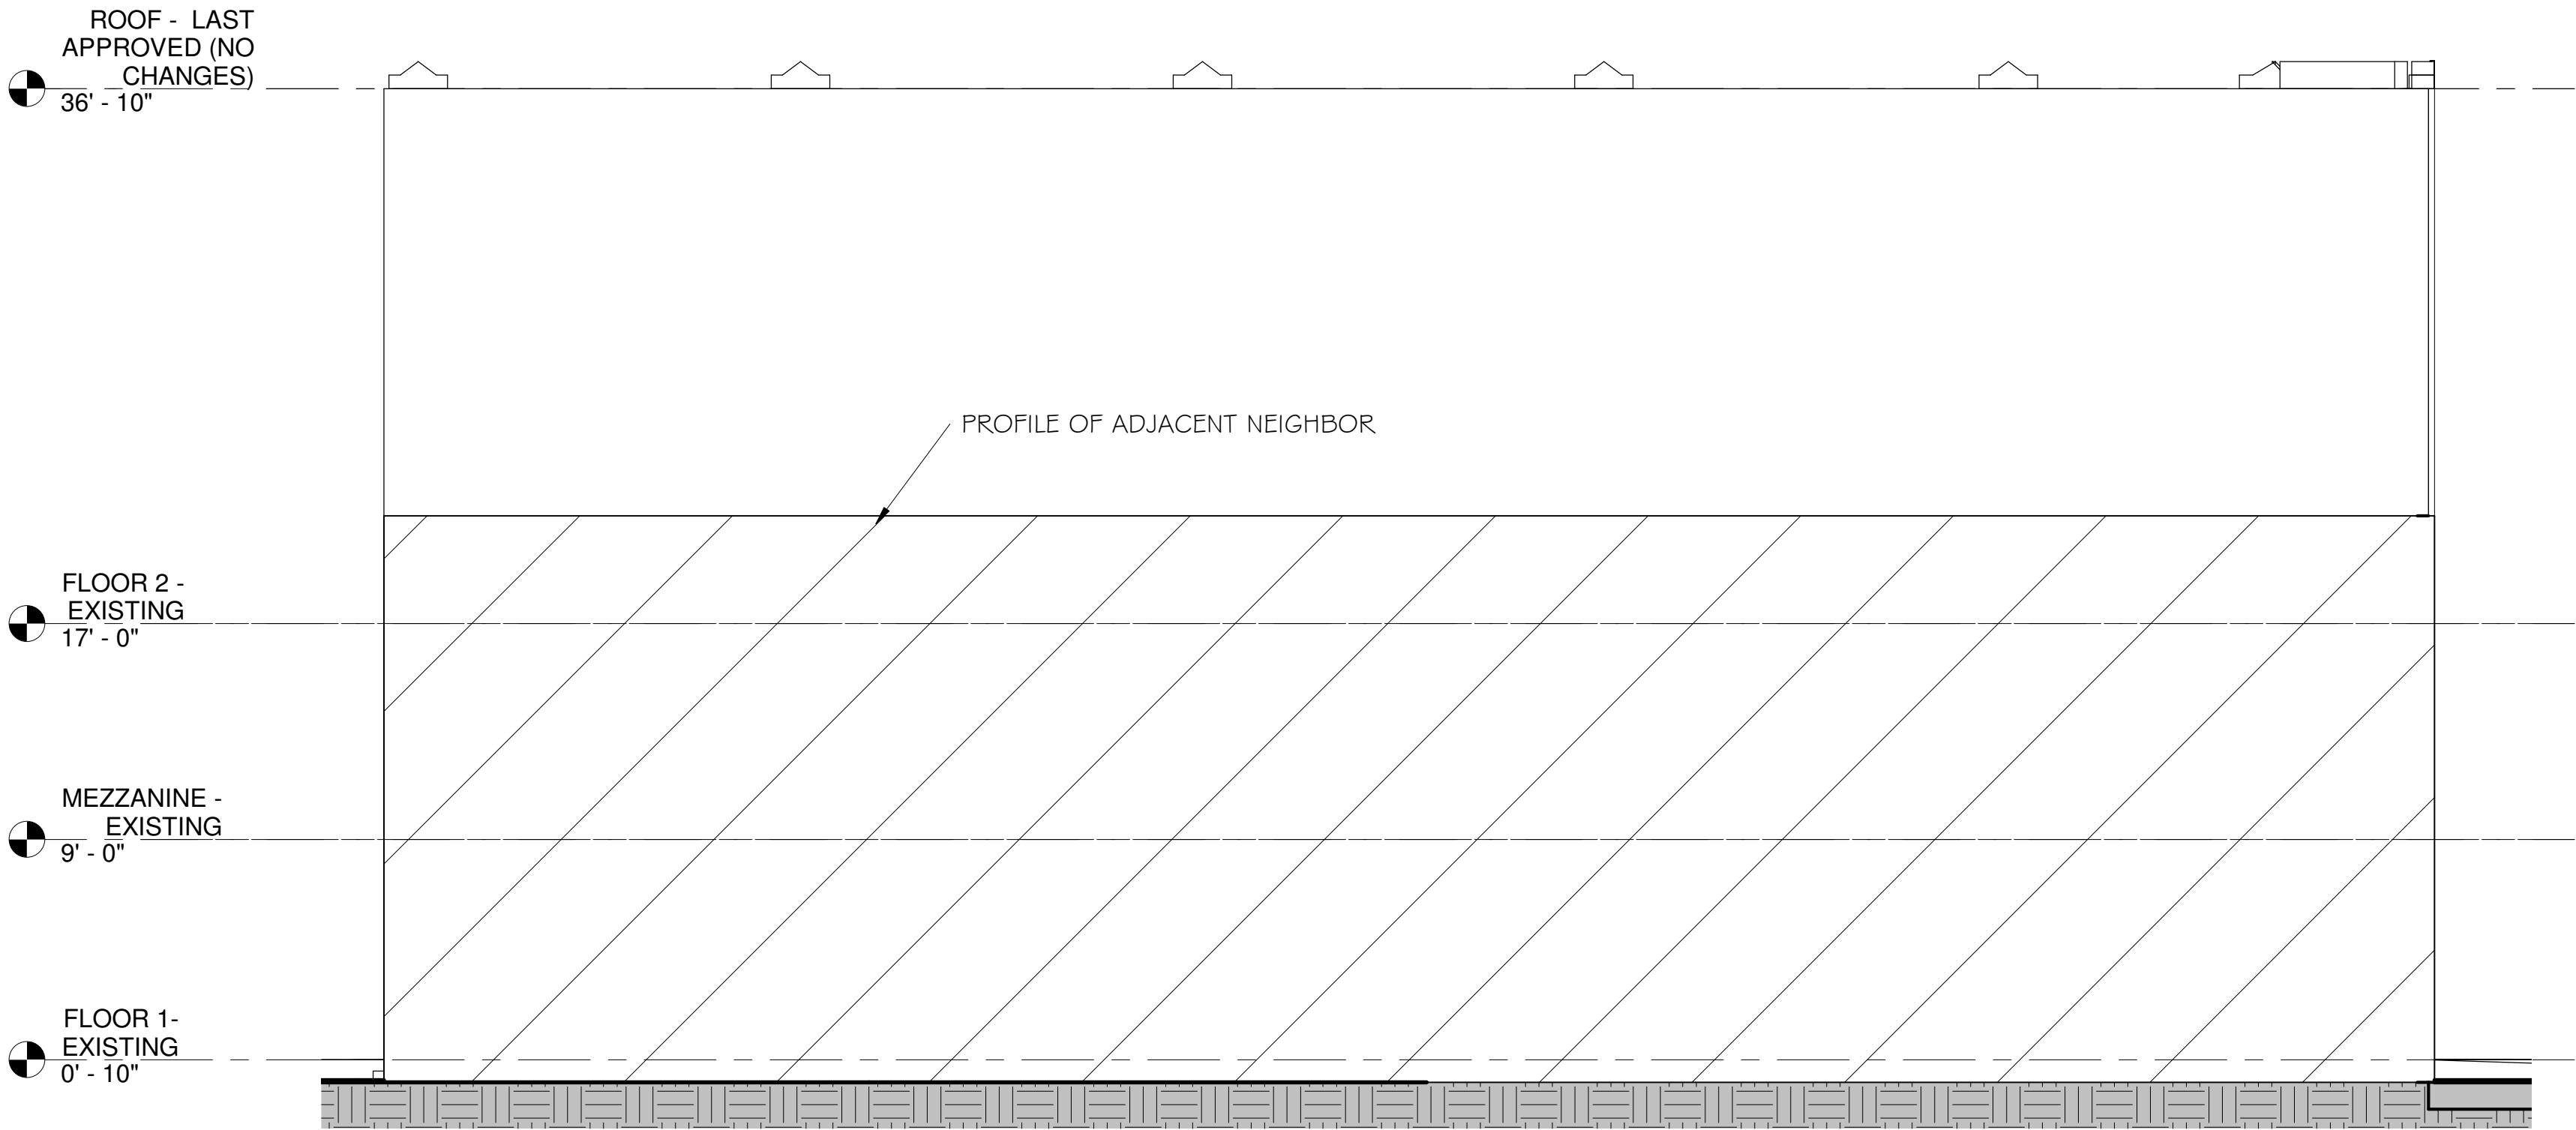 ROOF - LAST
APPROVED (NO
CHANGES)
36' - 10"
PROFILE OF ADJACENT NEIGHBOR
FLOOR 2 -
EXISTING
17' - 0"
MEZZANINE -
EXISTING
9' - 0"
FLOOR 1-
EXISTING
0' - 10"